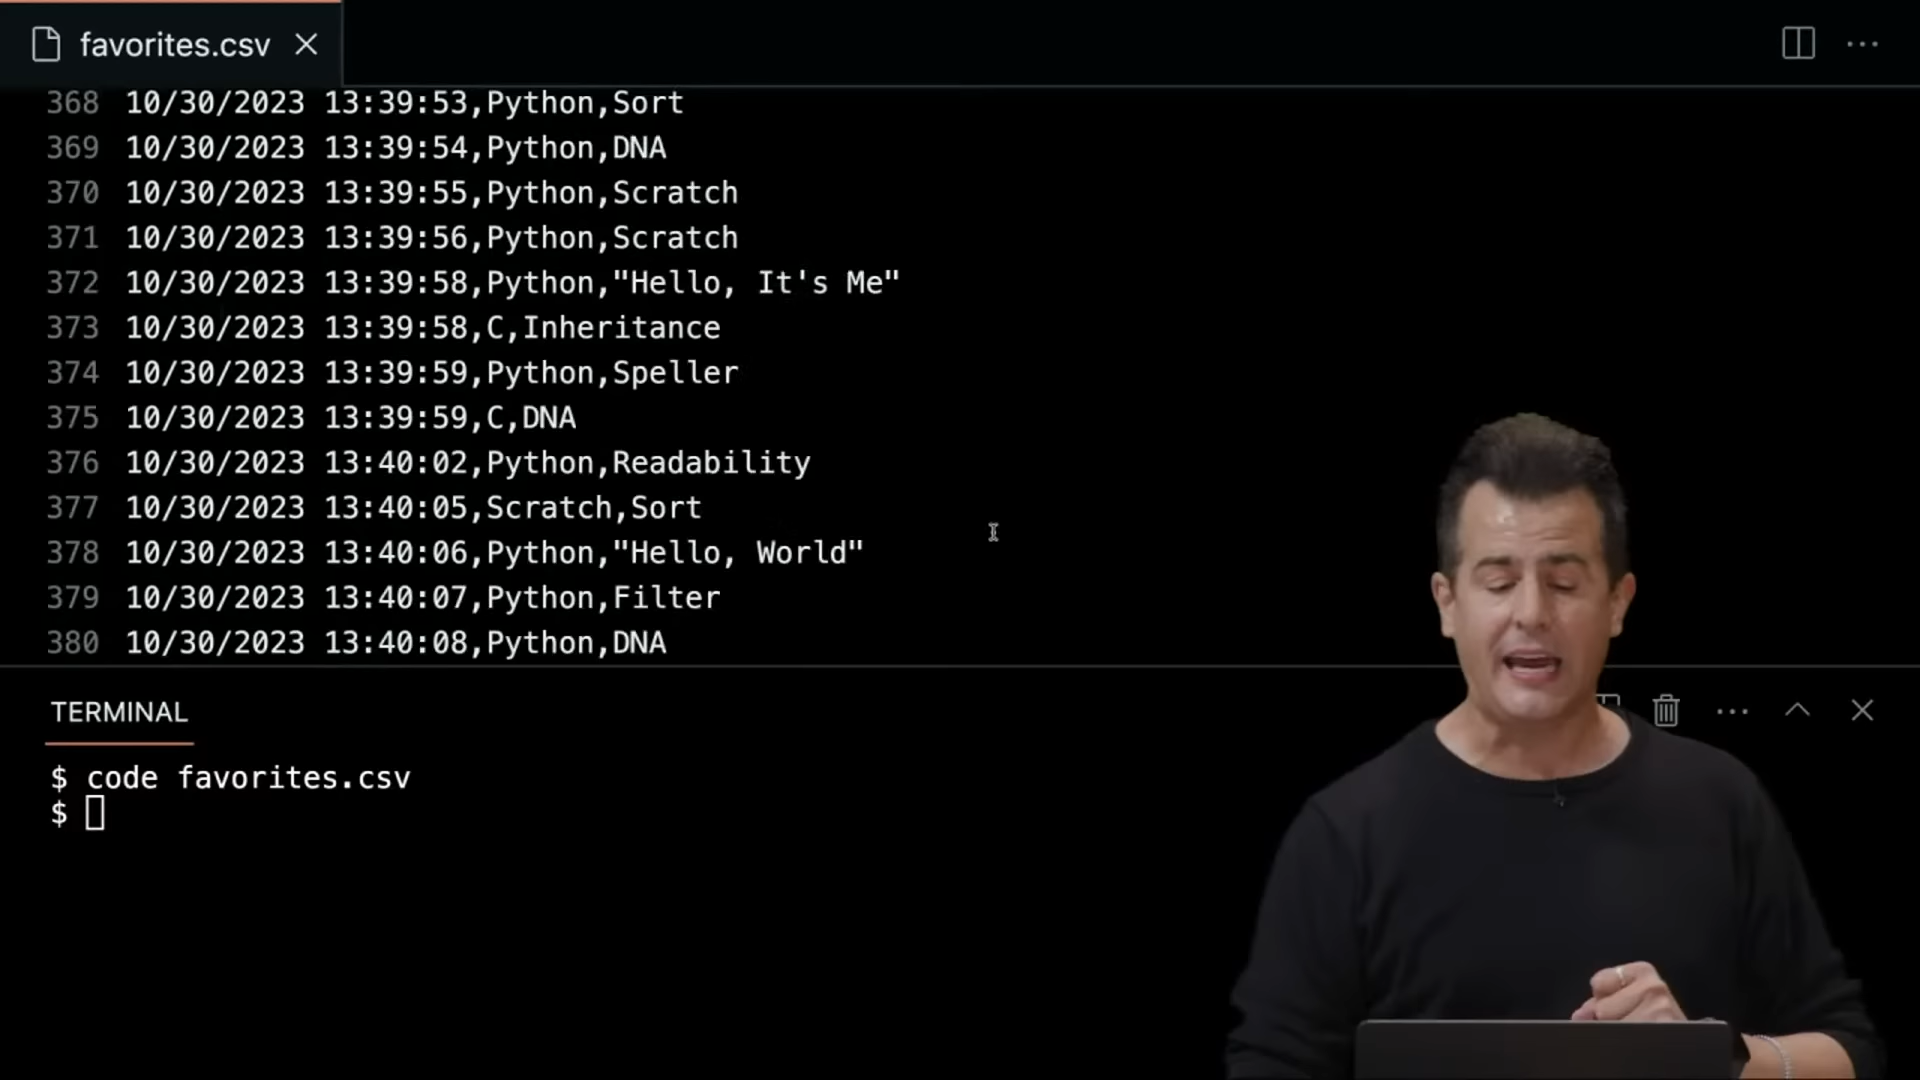 favorites.csv
368 10/30/2023 13:39:53,Python,Sort
369 10/30/2023 13:39:54,Python,DNA
370 10/30/2023 13:39:55,Python,Scratch
371 10/30/2023 13:39:56,Python,Scratch
372 10/30/2023 13:39:58,Python,"Hello, It's Me"
373 10/30/2023 13:39:58,C,Inheritance
374 10/30/2023 13:39:59,Python,Speller
375 10/30/2023 13:39:59,C,DNA
376 10/30/2023 13:40:02,Python,Readability
377 10/30/2023 13:40:05,Scratch,Sort
378 10/30/2023 13:40:06,Python,"Hello, World"
379 10/30/2023 13:40:07,Python,Filter
380 10/30/2023 13:40:08,Python,DNA
TERMINAL
$ code favorites.csv
$